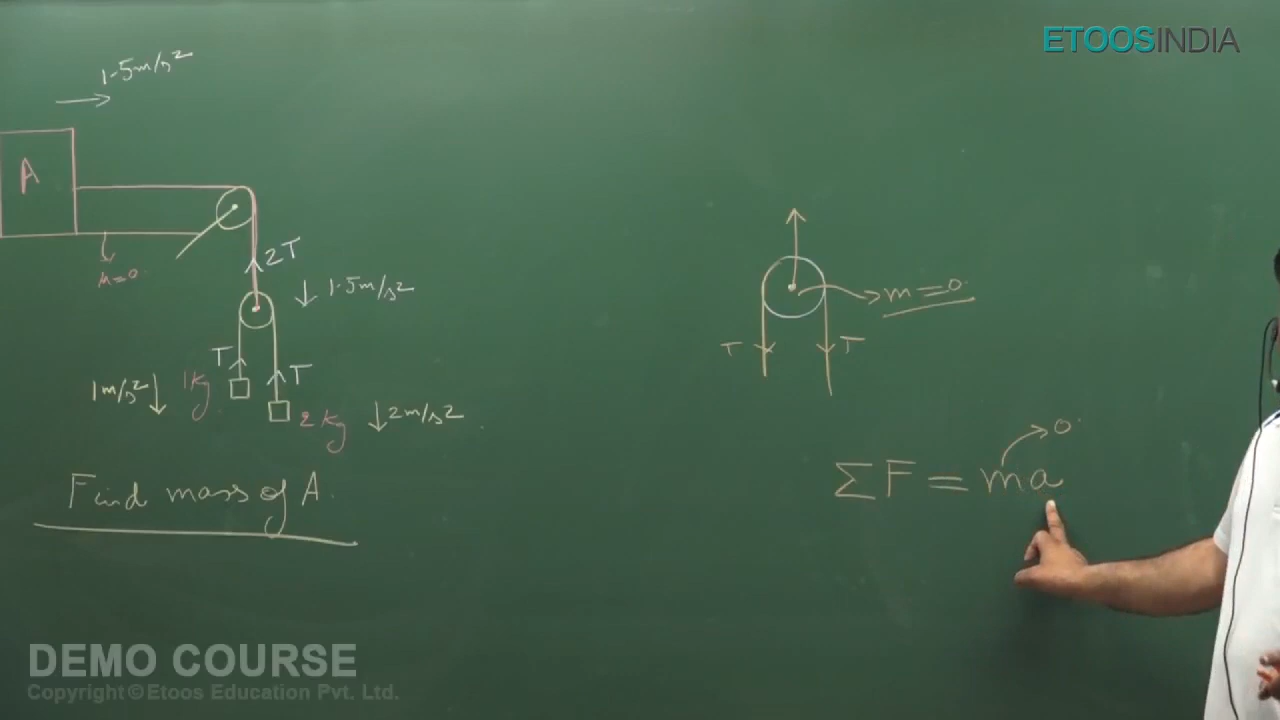 ETOOSINDIA
1.5m/s²
A
μ=0
2T
1.5m/s²
T
T
1m/s²
1kg
2kg
2m/s²
Find mass of A.
m=0
T
T
0
ΣF = ma
DEMO COURSE
Copyright © Etoos Education Pvt. Ltd.